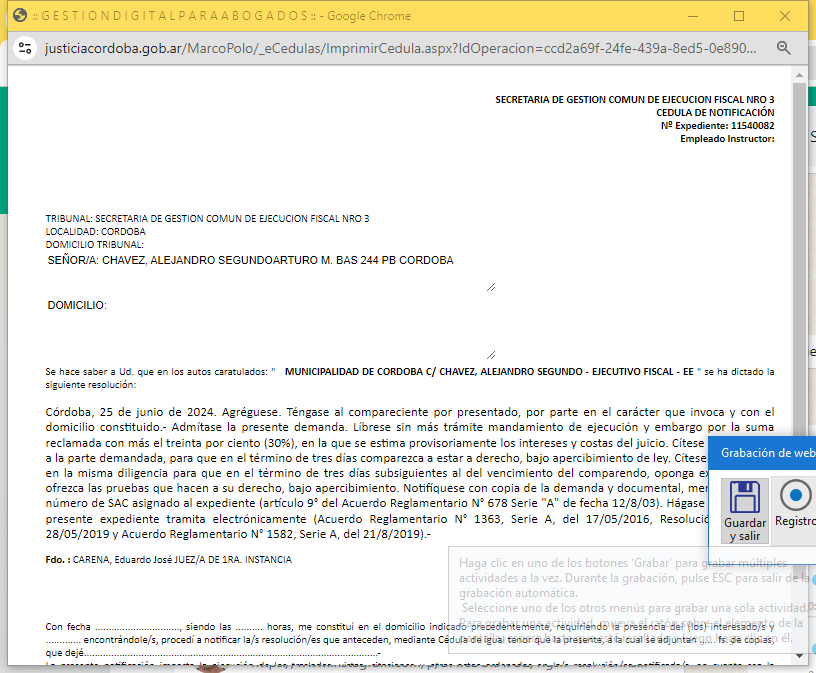 :: G E S T I O N D I G I T A L P A R A A B O G A D O S :: - Google Chrome
justiciacordoba.gob.ar/MarcoPolo/_eCedulas/ImprimirCedula.aspx?IdOperacion=ccd2a69f-24fe-439a-8ed5-0e890...
SECRETARIA DE GESTION COMUN DE EJECUCION FISCAL NRO 3
CEDULA DE NOTIFICACIÓN
Nº Expediente: 11540082
Empleado Instructor:
TRIBUNAL: SECRETARIA DE GESTION COMUN DE EJECUCION FISCAL NRO 3
LOCALIDAD: CORDOBA
DOMICILIO TRIBUNAL:
SEÑOR/A: CHAVEZ, ALEJANDRO SEGUNDOARTURO M. BAS 244 PB CORDOBA
DOMICILIO:
Se hace saber a Ud. que en los autos caratulados: " MUNICIPALIDAD DE CORDOBA C/ CHAVEZ, ALEJANDRO SEGUNDO - EJECUTIVO FISCAL - EE " se ha dictado la
siguiente resolución:
Córdoba, 25 de junio de 2024. Agréguese. Téngase al compareciente por presentado, por parte en el carácter que invoca y con el
domicilio constituido.- Admítase la presente demanda. Líbrese sin más trámite mandamiento de ejecución y embargo por la suma
reclamada con más el treinta por ciento (30%), en la que se estima provisoriamente los intereses y costas del juicio. Cítese
a la parte demandada, para que en el término de tres días comparezca a estar a derecho, bajo apercibimiento de ley. Cítese
en la misma diligencia para que en el término de tres días subsiguientes al del vencimiento del comparendo, oponga ex
ofrezca las pruebas que hacen a su derecho, bajo apercibimiento. Notifíquese con copia de la demanda y documental, mer
número de SAC asignado al expediente (artículo 9° del Acuerdo Reglamentario N° 678 Serie "A" de fecha 12/8/03). Hágase
presente expediente tramita electrónicamente (Acuerdo Reglamentario N° 1363, Serie A, del 17/05/2016, Resolució
28/05/2019 y Acuerdo Reglamentario N° 1582, Serie A, del 21/8/2019).-
Grabación de web
Guardar
y salir
Registro
Fdo. : CARENA, Eduardo José JUEZ/A DE 1RA. INSTANCIA
Haga clic en uno de los botones 'Grabar' para grabar múltiples
actividades a la vez. Durante la grabación, pulse ESC para salir de la
grabación automática.
Seleccione uno de los otros menús para grabar una sola actividad.
Para grabar una actividad, mueva el ratón sobre el elemento de la
Con fecha ..............................., siendo las .......... horas, me constituí en el domicilio indicado precedentemente, requiriendo la presencia del (los) interesado/s y
............. encontrándole/s, procedí a notificar la/s resolución/es que anteceden, mediante Cédula de igual tenor que la presente, a la cual se adjuntan ...... fs. de copias,
que dejé..........................................................................................................-